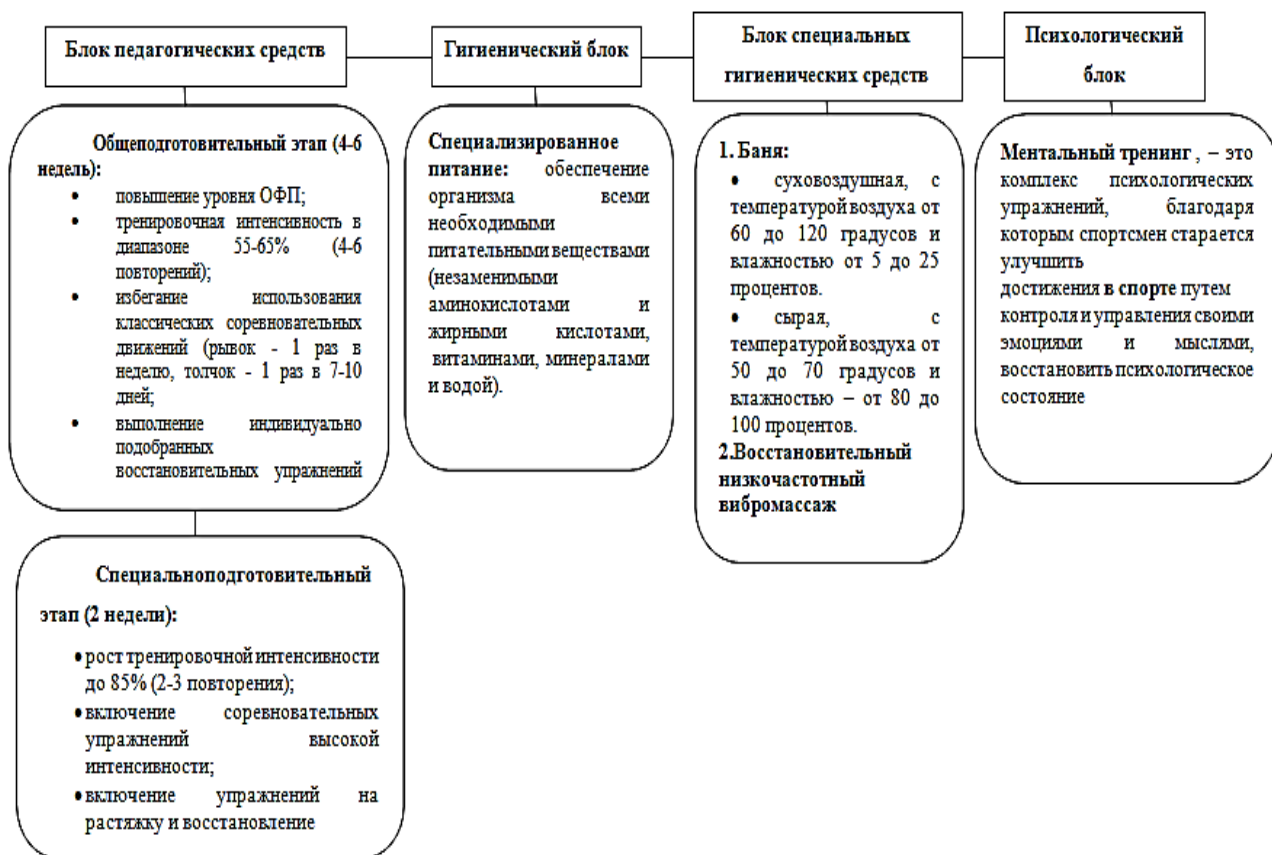 Блок педагогических средств
Гигиенический блок
Блок специальных
гигиенических средств
Психологический
блок
Общеподготовительный этап (4-6
недель):
• повышение уровня ОФП;
• тренировочная интенсивность в
диапазоне 55-65% (4-6
повторений);
• избегание использования
классических соревновательных
движений (рывок - 1 раз в
неделю, толчок - 1 раз в 7-10
дней;
• выполнение индивидуально
подобранных
восстановительных упражнений
Специальноподготовительный
этап (2 недели):
• рост тренировочной интенсивности
до 85% (2-3 повторения);
• включение соревновательных
упражнений высокой
интенсивности;
• включение упражнений на
растяжку и восстановление
Специализированное
питание: обеспечение
организма всеми
необходимыми
питательными веществами
(незаменимыми
аминокислотами и
жирными кислотами,
витаминами, минералами
и водой).
1. Баня:
• суховоздушная, с
температурой воздуха от
60 до 120 градусов и
влажностью от 5 до 25
процентов.
• сырая, с
температурой воздуха от
50 до 70 градусов и
влажностью – от 80 до
100 процентов.
2.Восстановительный
низкочастотный
вибромассаж
Ментальный тренинг , – это
комплекс психологических
упражнений, благодаря
которым спортсмен старается
улучшить
достижения в спорте путем
контроля и управления своими
эмоциями и мыслями,
восстановить психологическое
состояние